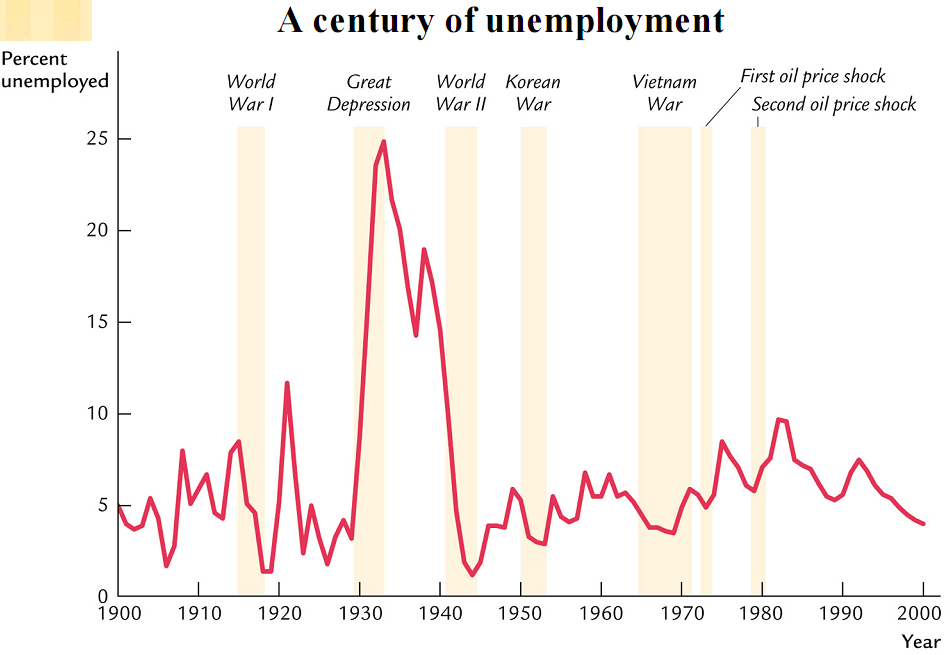 A century of unemployment
Percent
unemployed
World
War I
Great
Depression
World
War II
Korean
War
Vietnam
War
First oil price shock
Second oil price shock
25
20
15
10
5
0
1900 1910 1920 1930 1940 1950 1960 1970 1980 1990 2000
Year